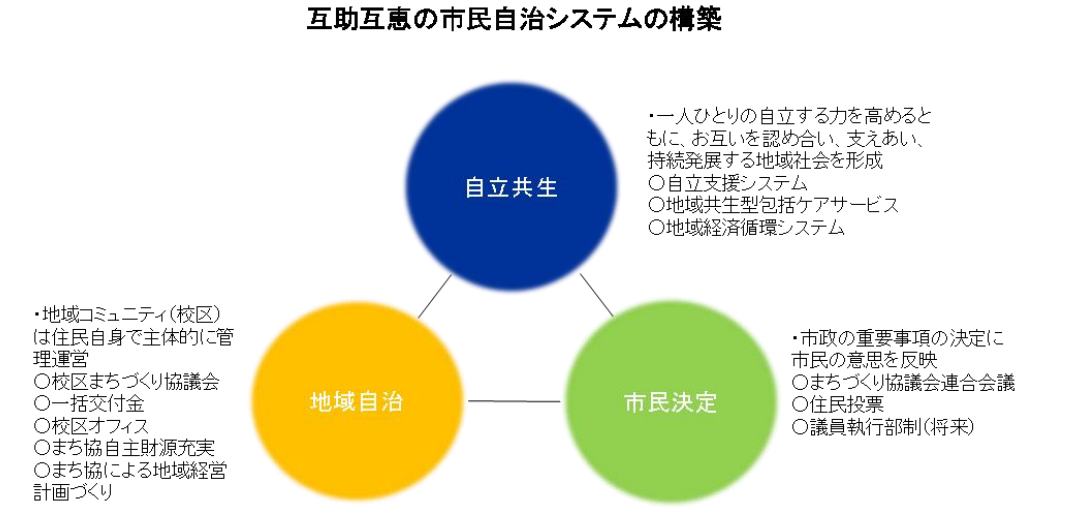 互助互恵の市民自治システムの構築
自立共生
・一人ひとりの自立する力を高めると
もに、お互いを認め合い、支えあい、
持続発展する地域社会を形成
○自立支援システム
○地域共生型包括ケアサービス
○地域経済循環システム
・地域コミュニティ(校区)
は住民自身で主体的に管
理運営
○校区まちづくり協議会
○一括交付金
○校区オフィス
○まち協自主財源充実
○まち協による地域経営
計画づくり
地域自治
市民決定
・市政の重要事項の決定に
市民の意思を反映
○まちづくり協議会連合会議
○住民投票
○議員執行部制(将来)